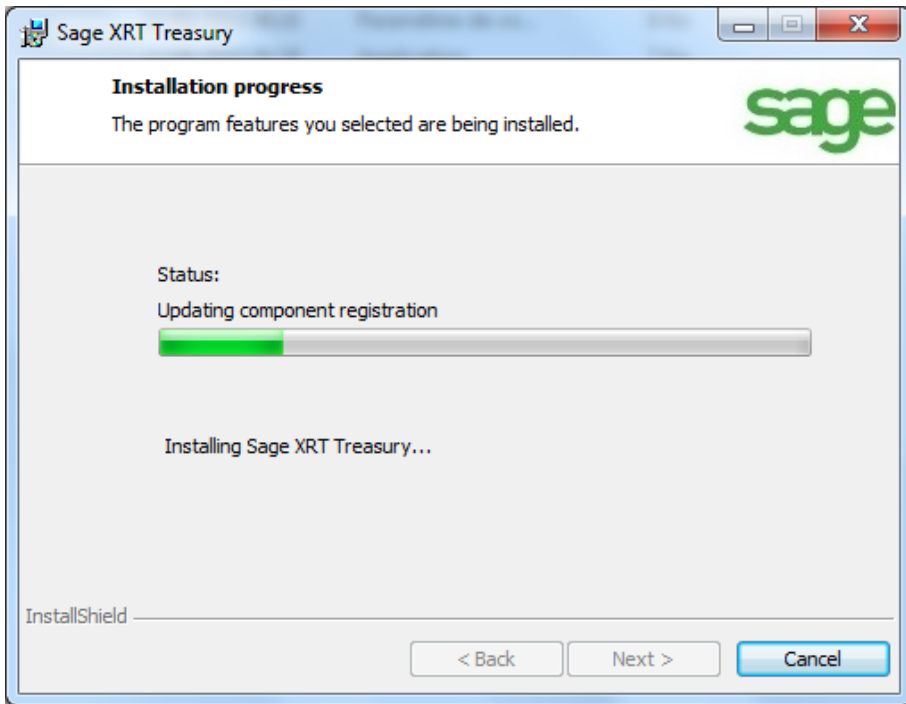 Sage XRT Treasury
Installation progress
The program features you selected are being installed.
sage
Status:
Updating component registration
Installing Sage XRT Treasury...
InstallShield
< Back Next > Cancel